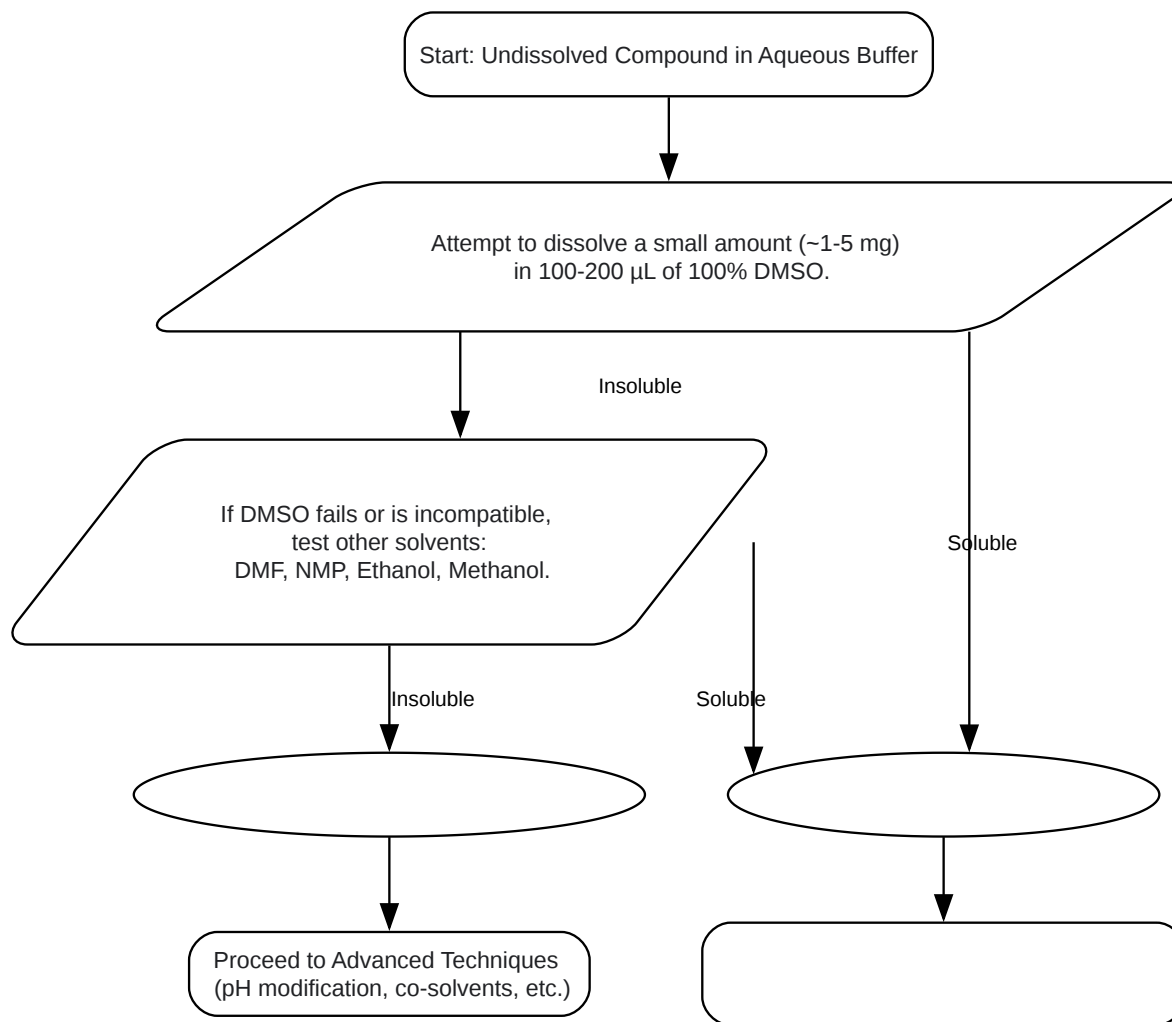 Start: Undissolved Compound in Aqueous Buffer
Attempt to dissolve a small amount (~1-5 mg)
in 100-200 µL of 100% DMSO.
Insoluble
If DMSO fails or is incompatible,
test other solvents:
DMF, NMP, Ethanol, Methanol.
Soluble
Insoluble
Soluble
Proceed to Advanced Techniques
(pH modification, co-solvents, etc.)